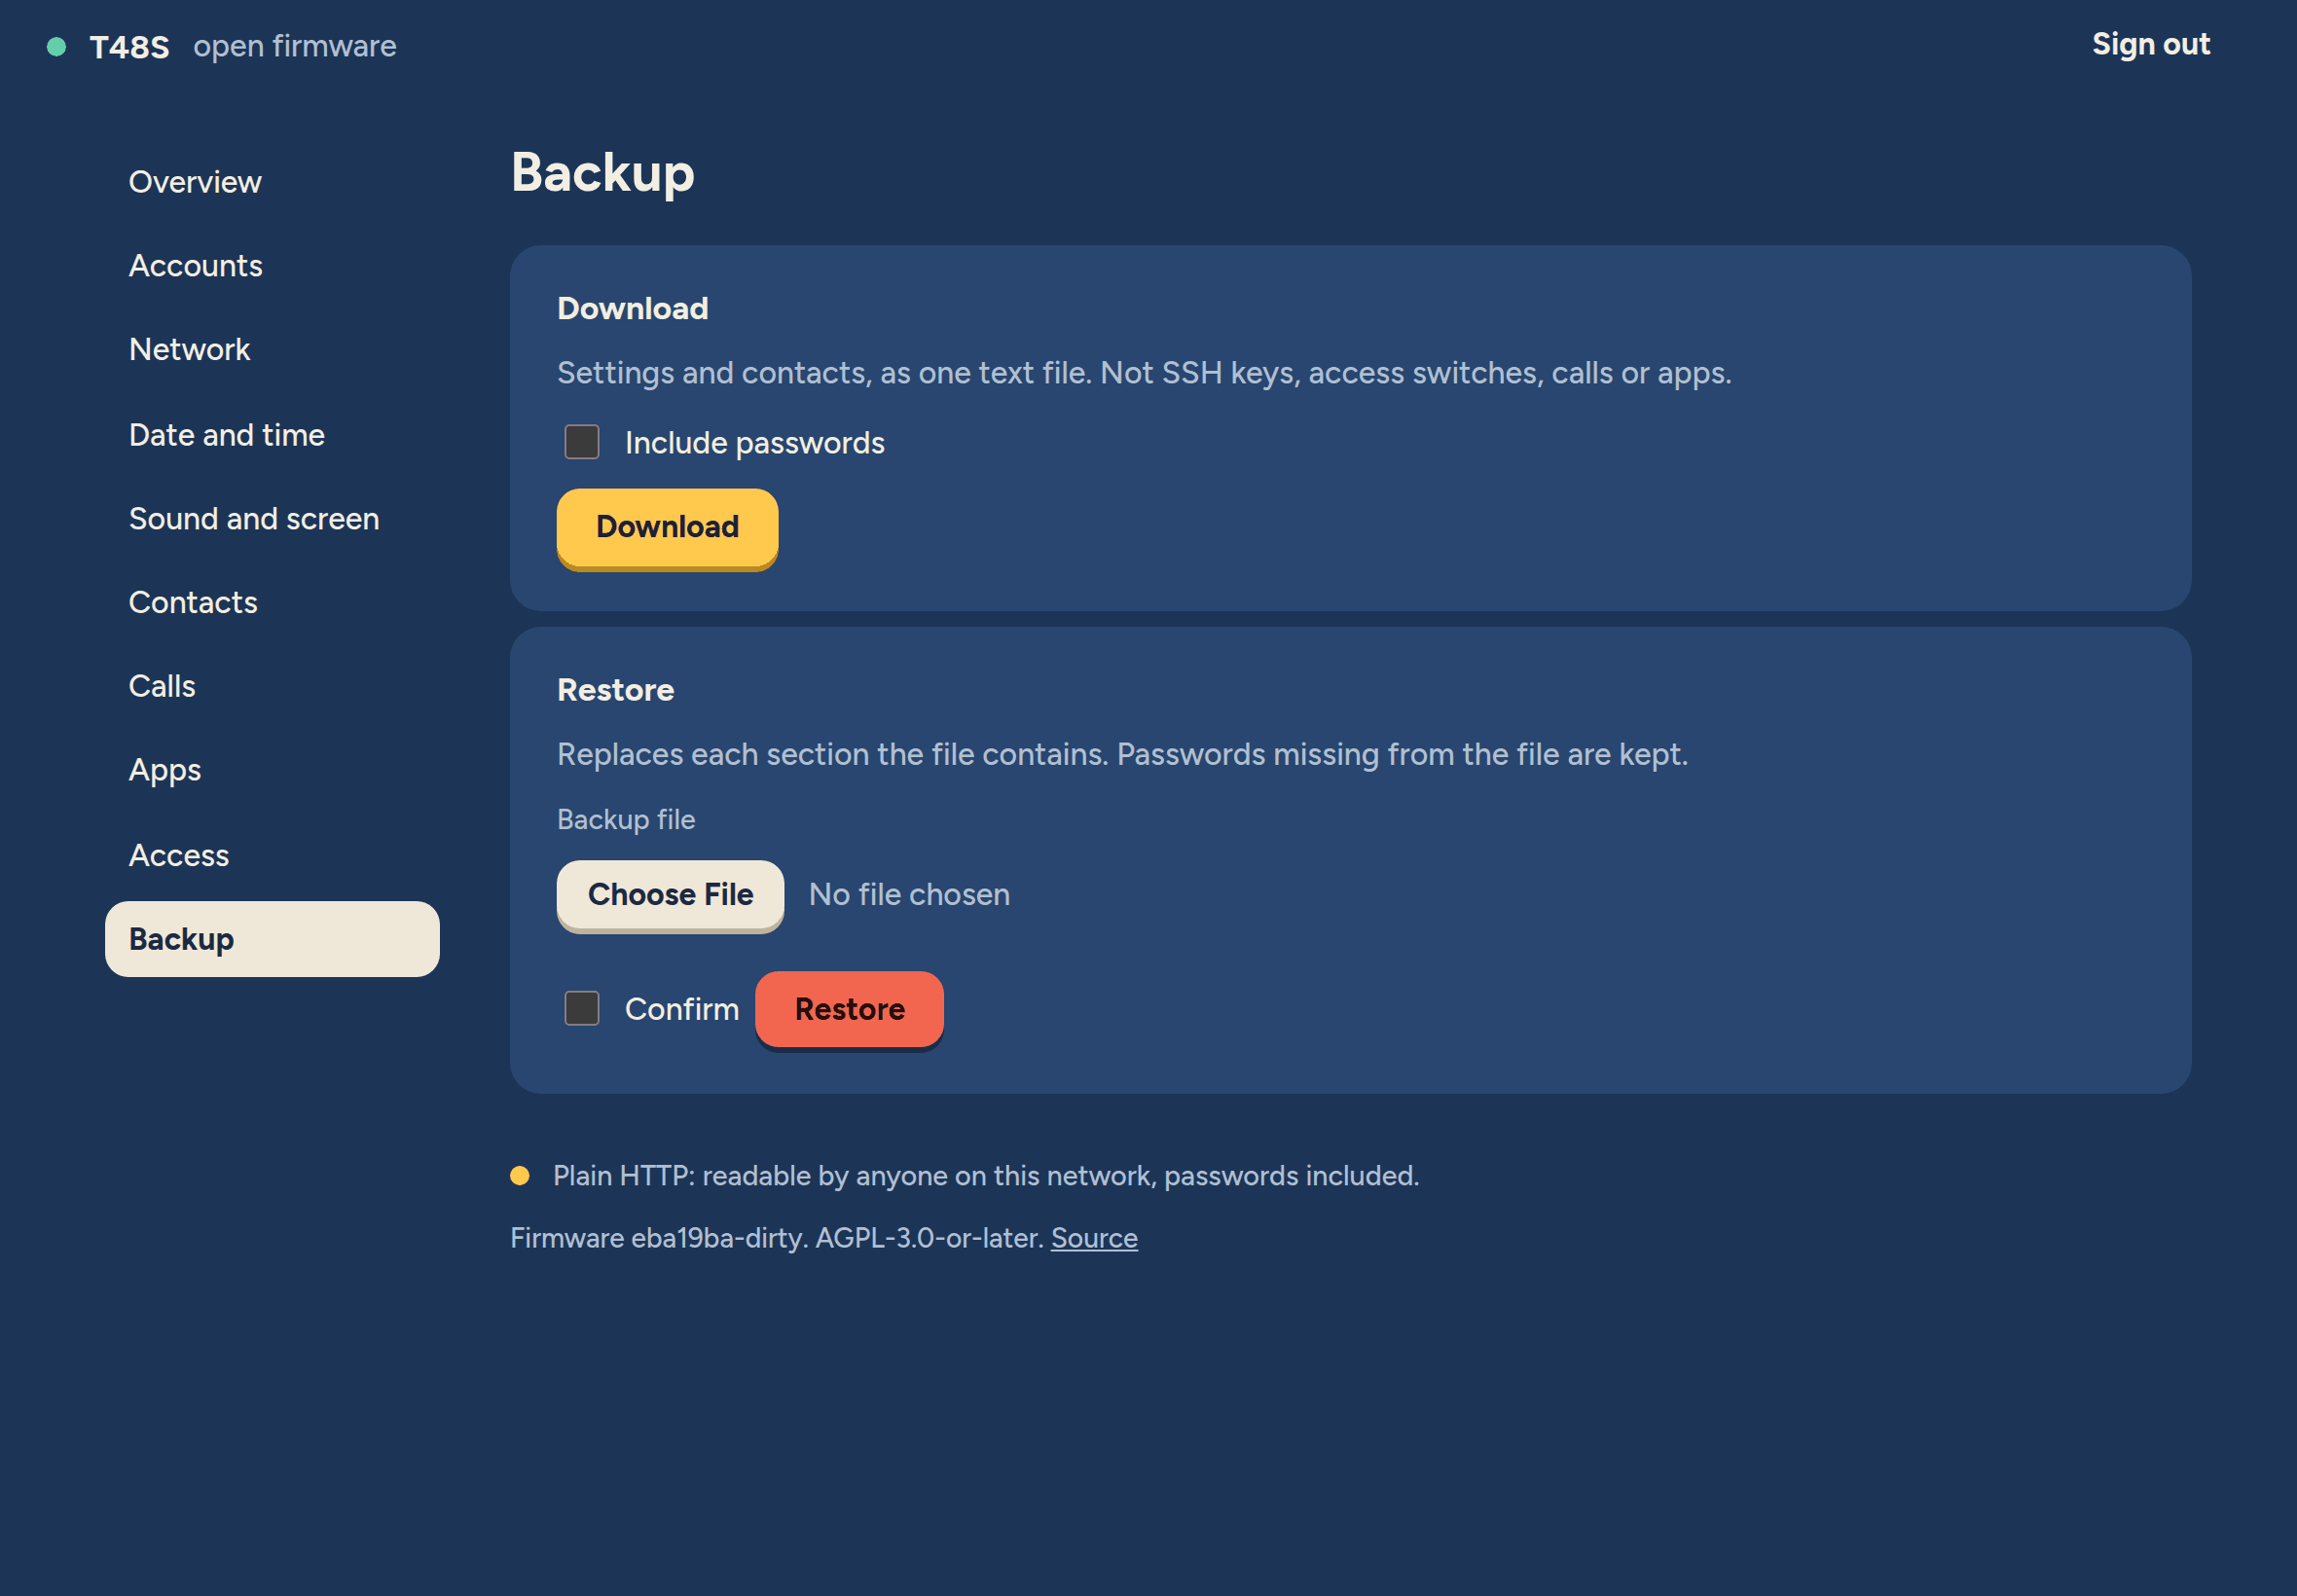 T48S open firmware
Sign out
Overview
Accounts
Network
Date and time
Sound and screen
Contacts
Calls
Apps
Access
Backup
Backup
Download
Settings and contacts, as one text file. Not SSH keys, access switches, calls or apps.
Include passwords
Download
Restore
Replaces each section the file contains. Passwords missing from the file are kept.
Backup file
Choose File No file chosen
Confirm Restore
Plain HTTP: readable by anyone on this network, passwords included.
Firmware eba19ba-dirty. AGPL-3.0-or-later. Source